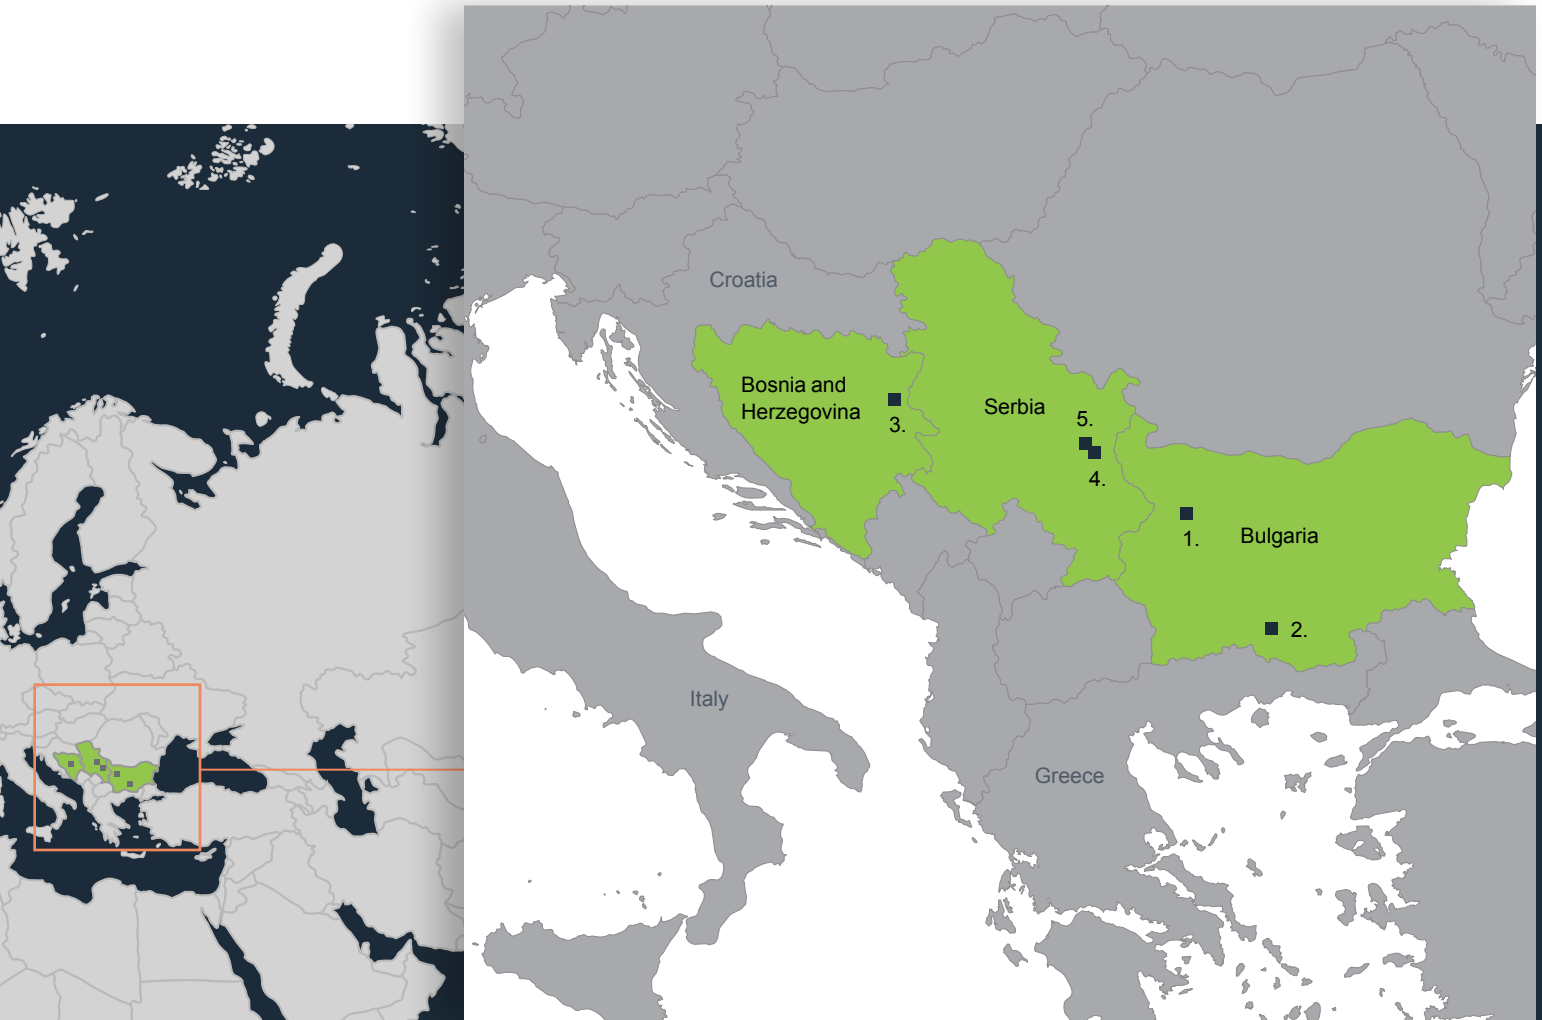 Croatia
Bosnia and
Herzegovina
3.
Serbia
5.
4.
1.
Bulgaria
2.
Italy
Greece